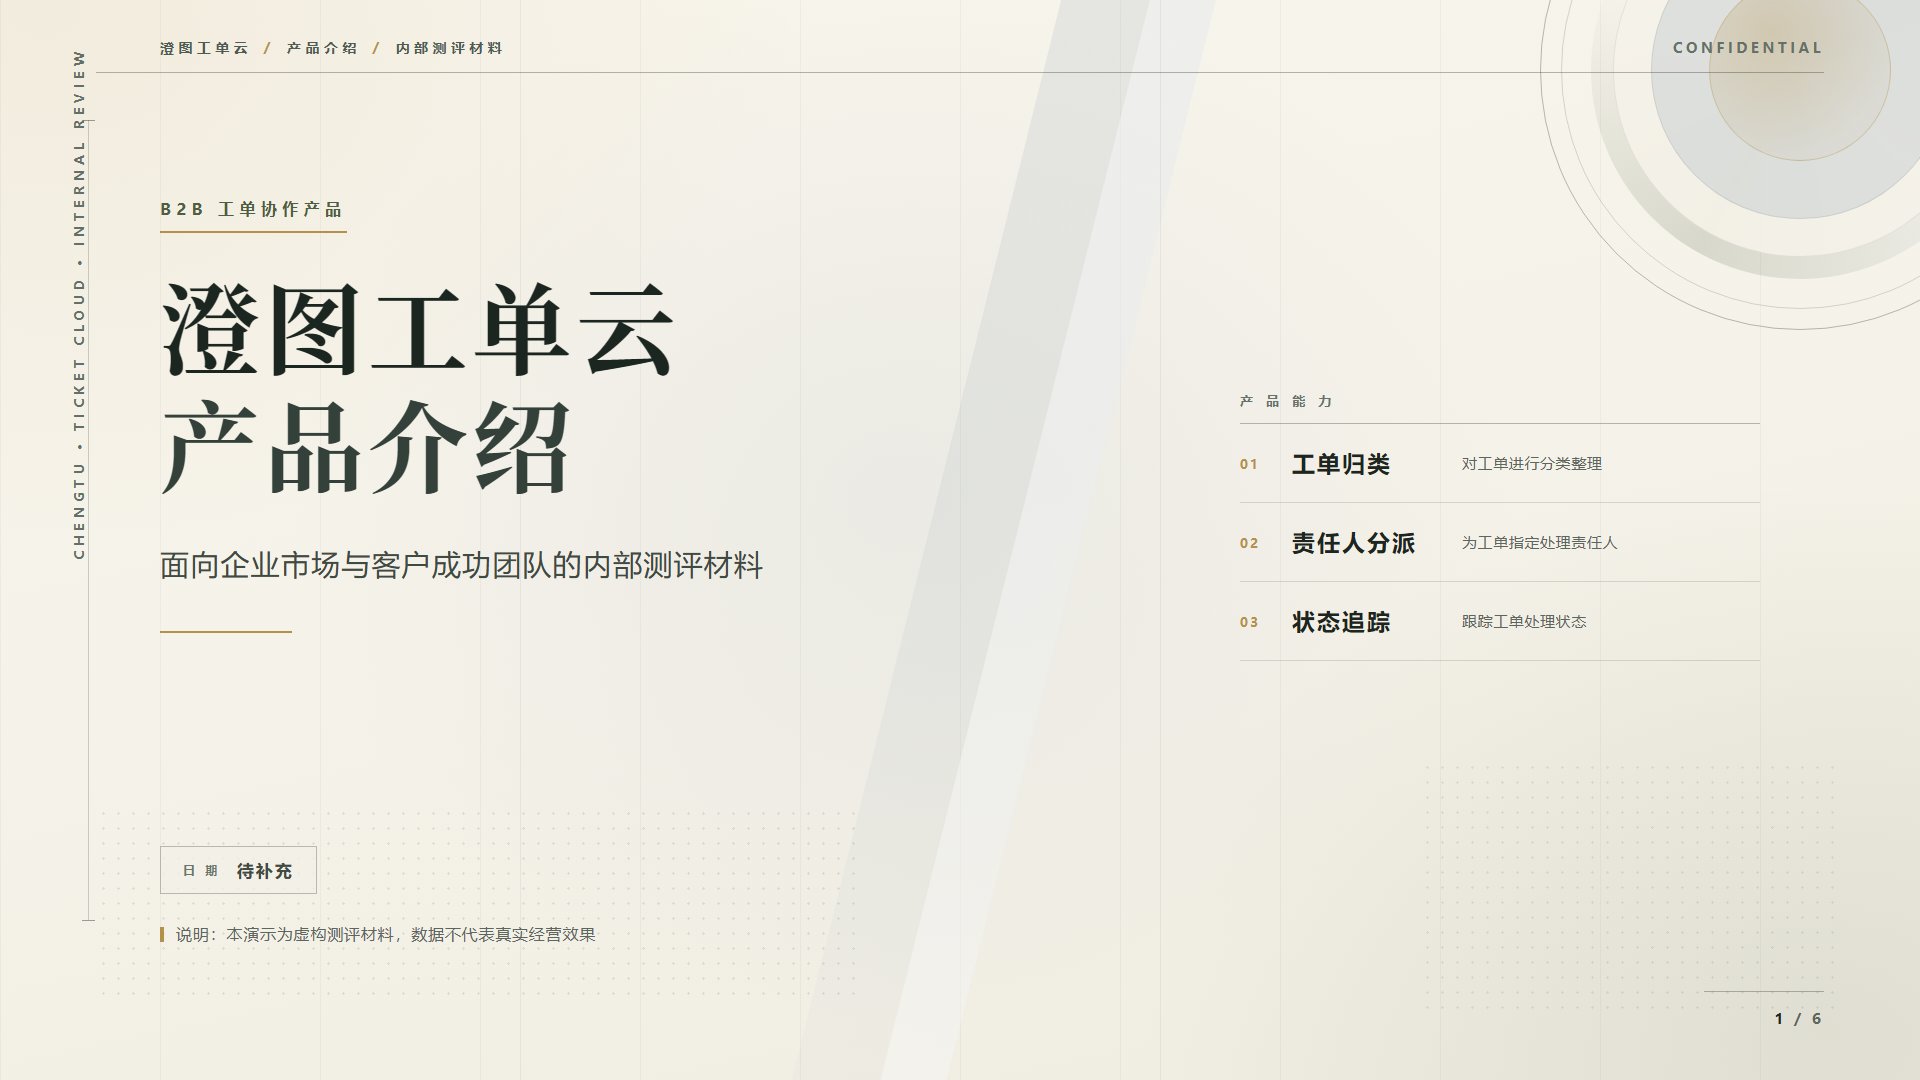 澄图工单云 / 产品介绍 / 内部测评材料
CONFIDENTIAL
CHENGTU • TICKET CLOUD • INTERNAL REVIEW
B2B 工单协作产品
澄图工单云
产品介绍
面向企业市场与客户成功团队的内部测评材料
产品能力
01 工单归类 对工单进行分类整理
02 责任人分派 为工单指定处理责任人
03 状态追踪 跟踪工单处理状态
日期 待补充
说明：本演示为虚构测评材料，数据不代表真实经营效果
1 / 6